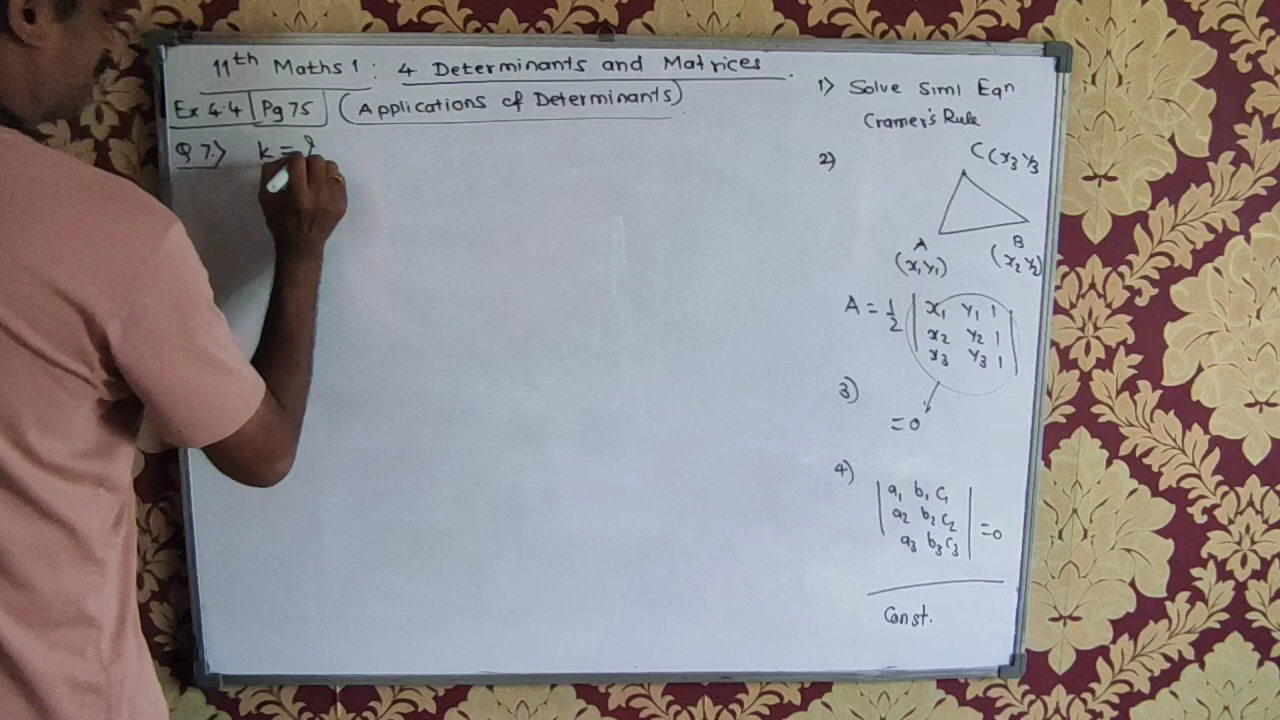 11th Maths 1 : 4 Determinants and Matrices
Ex 4.4 | Pg 75 (Applications of Determinants)
Q 7.) k = ?
1) Solve Siml Eqn
Cramer's Rule
2)
C(x3 y3
A
(x1 y1)
B
(x2 y2)
A = 1/2 | x1 y1 1
x2 y2 1
x3 y3 1 |
3)
= 0
4)
| a1 b1 c1
a2 b2 c2
a3 b3 c3 | = 0
Const.